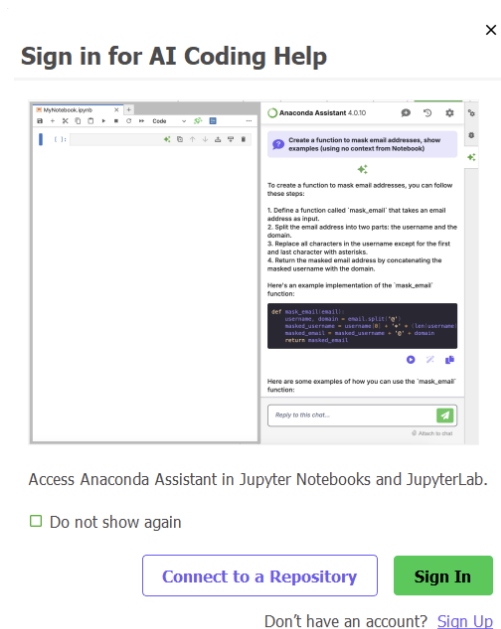 Sign in for AI Coding Help
MyNotebook.ipynb
Code
[ ]:
Anaconda Assistant 4.0.10
Create a function to mask email addresses, show
examples (using no context from Notebook)
To create a function to mask email addresses, you can follow
these steps:
1. Define a function called `mask_email` that takes an email
address as input.
2. Split the email address into two parts: the username and the
domain.
3. Replace all characters in the username except for the first
and last character with asterisks.
4. Return the masked email address by concatenating the
masked username with the domain.
Here's an example implementation of the `mask_email`
function:
def mask_email(email):
username, domain = email.split('@')
masked_username = username[0] + '*' * (len(username)
masked_email = masked_username + '@' + domain
return masked_email
Here are some examples of how you can use the `mask_email`
function:
Reply to this chat...
Attach to chat
Access Anaconda Assistant in Jupyter Notebooks and JupyterLab.
Do not show again
Connect to a Repository
Sign In
Don't have an account? Sign Up